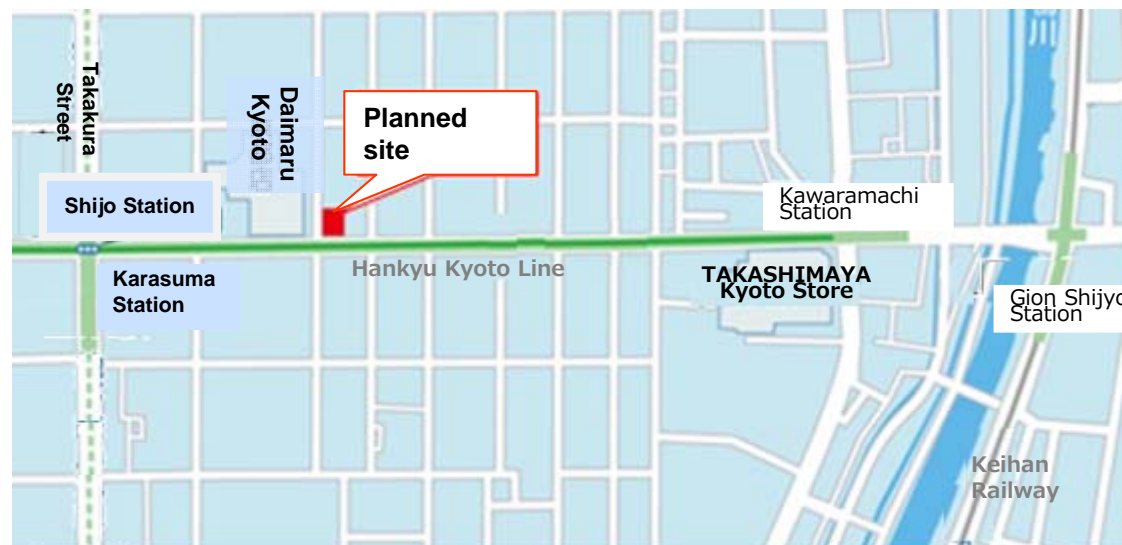 Takakura
Street
Daimaru
Kyoto
Planned
site
川
Shijo Station
Kawaramachi
Station
Hankyu Kyoto Line
Karasuma
Station
TAKASHIMAYA
Kyoto Store
Gion Shijyo
Station
Keihan
Railway